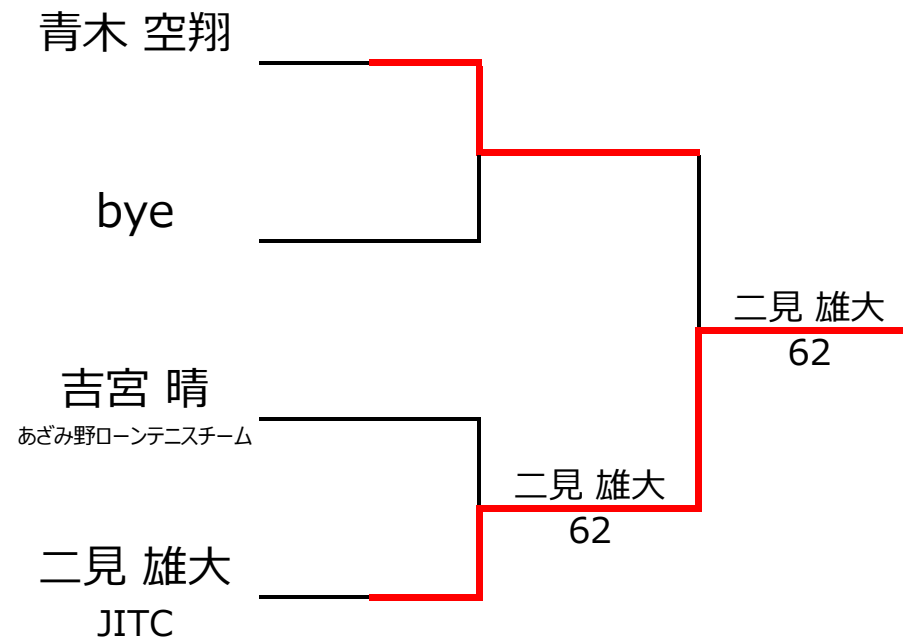 青木 空翔
bye
吉宮 晴
あざみ野ローンテニスチーム
二見 雄大
JITC
二見 雄大
62
二見 雄大
62